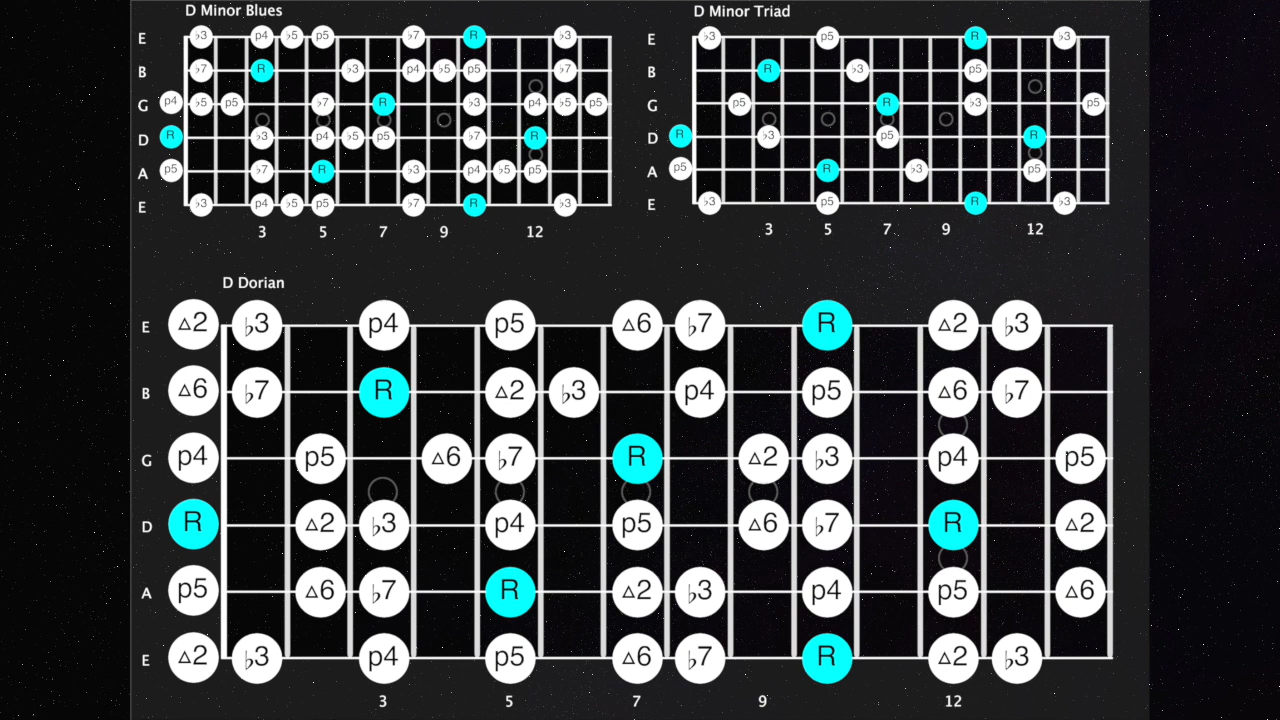 D Minor Blues
E ♭3 p4 ♭5 p5 ♭7 R ♭3
B ♭7 R ♭3 p4 ♭5 p5 ♭7
G p4 ♭5 p5 ♭7 R ♭3 p4 ♭5 p5
D R ♭3 p4 ♭5 p5 ♭7 R
A p5 ♭7 R ♭3 p4 ♭5 p5
E ♭3 p4 ♭5 p5 ♭7 R ♭3
3 5 7 9 12
D Minor Triad
E ♭3 p5 R ♭3
B R ♭3 p5
G p5 R ♭3 p5
D R ♭3 p5 R
A p5 R ♭3 p5
E ♭3 p5 R ♭3
3 5 7 9 12
D Dorian
E △2 ♭3 p4 p5 △6 ♭7 R △2 ♭3
B △6 ♭7 R △2 ♭3 p4 p5 △6 ♭7
G p4 p5 △6 ♭7 R △2 ♭3 p4 p5
D R △2 ♭3 p4 p5 △6 ♭7 R △2
A p5 △6 ♭7 R △2 ♭3 p4 p5 △6
E △2 ♭3 p4 p5 △6 ♭7 R △2 ♭3
3 5 7 9 12